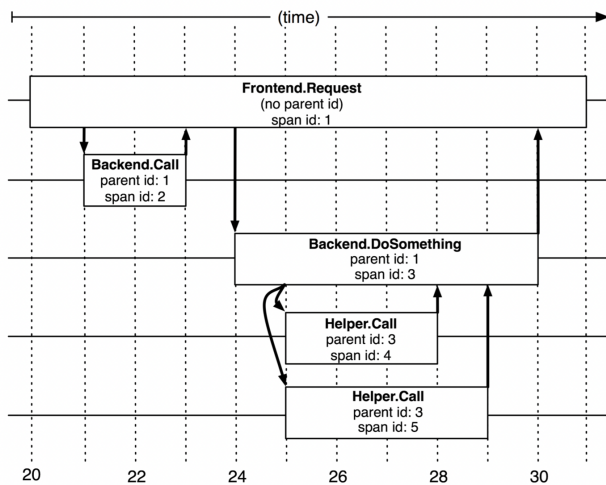 (time)
Frontend.Request
(no parent id)
span id: 1
Backend.Call
parent id: 1
span id: 2
Backend.DoSomething
parent id: 1
span id: 3
Helper.Call
parent id: 3
span id: 4
Helper.Call
parent id: 3
span id: 5
20 22 24 26 28 30